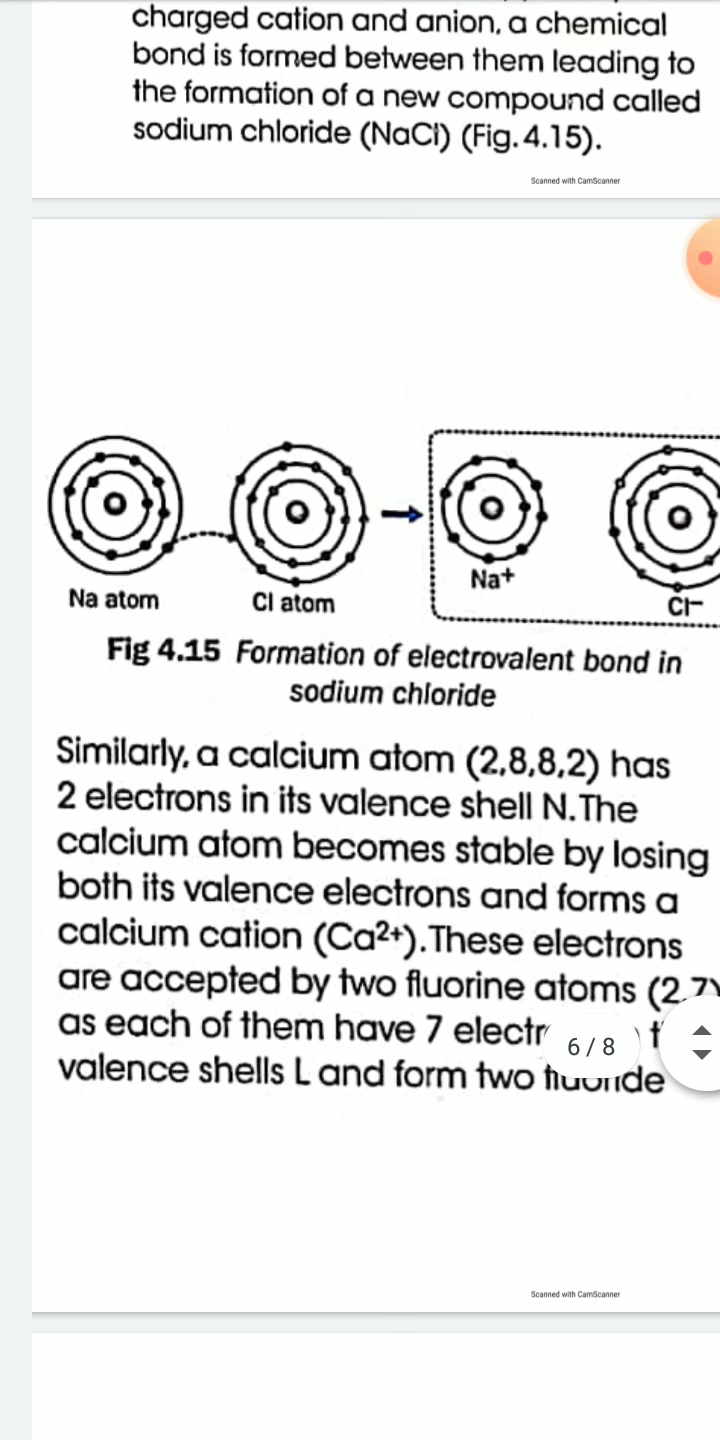 charged cation and anion, a chemical
bond is formed between them leading to
the formation of a new compound called
sodium chloride (NaCl) (Fig.4.15).
Scanned with CamScanner
Na atom
Cl atom
Na+
Cl−
Fig 4.15 Formation of electrovalent bond in
sodium chloride
Similarly, a calcium atom (2,8,8,2) has
2 electrons in its valence shell N.The
calcium atom becomes stable by losing
both its valence electrons and forms a
calcium cation (Ca2+).These electrons
are accepted by two fluorine atoms (2,7)
as each of them have 7
6 / 8
valence shells L and form two fluoride
Scanned with CamScanner